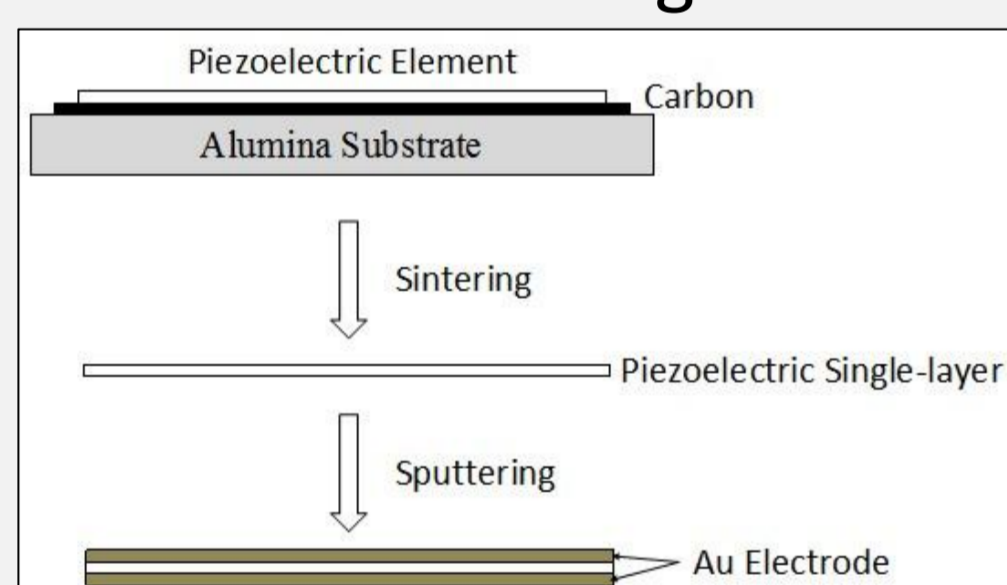 Piezoelectric Element
Carbon
Alumina Substrate
Sintering
Piezoelectric Single-layer
Sputtering
Au Electrode